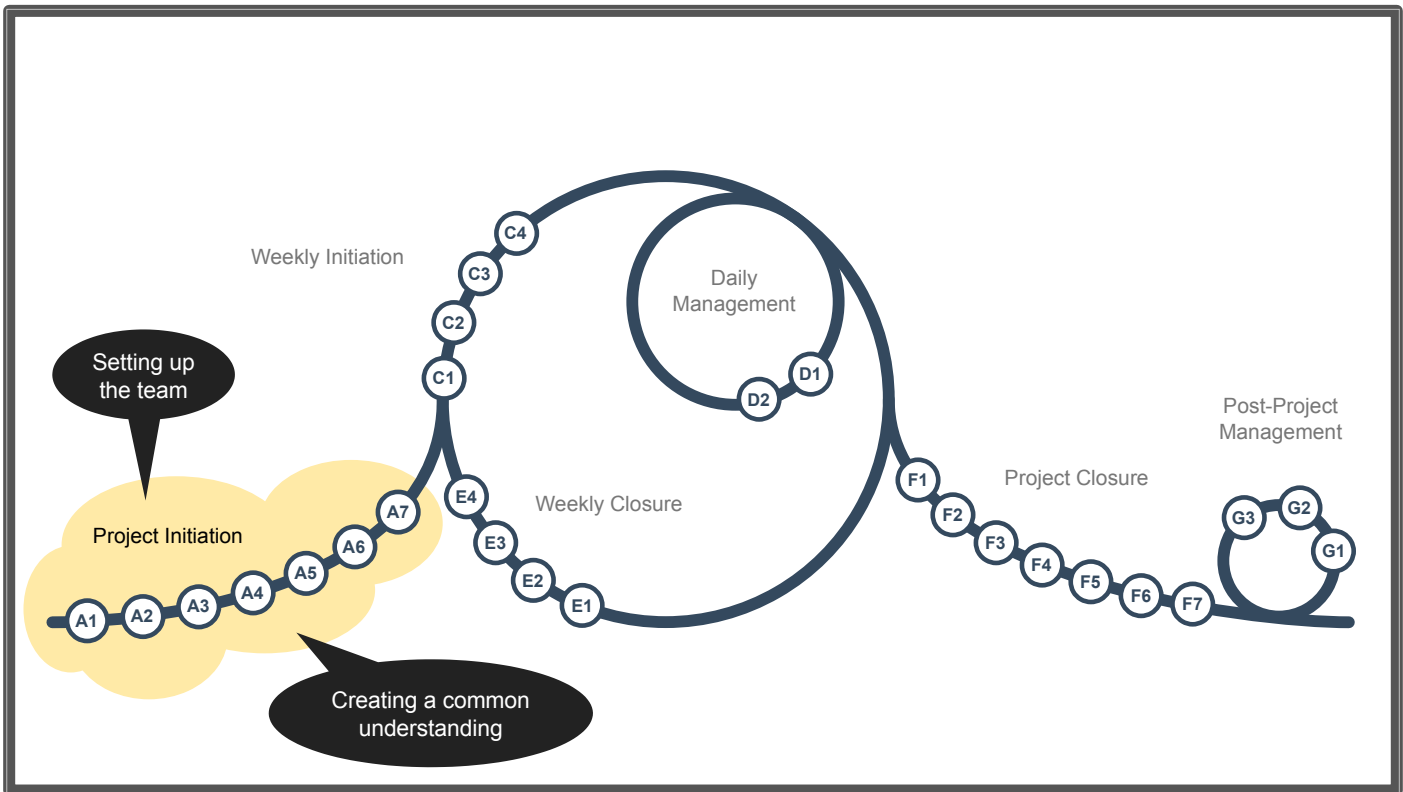 C4
Weekly Initiation
C3
Daily
Management
C2
Setting up
the team
C1
D1
D2
Post-Project
Management
F1
Project Closure
E4
Weekly Closure
A7
F2
G3
G2
Project Initiation
A6
E3
F3
G1
A5
E2
F4
A4
F5
A3
E1
F6
A2
F7
A1
Creating a common
understanding